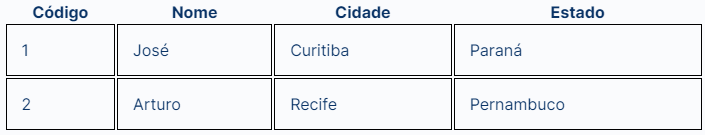 Código Nome Cidade Estado
1 José Curitiba Paraná
2 Arturo Recife Pernambuco